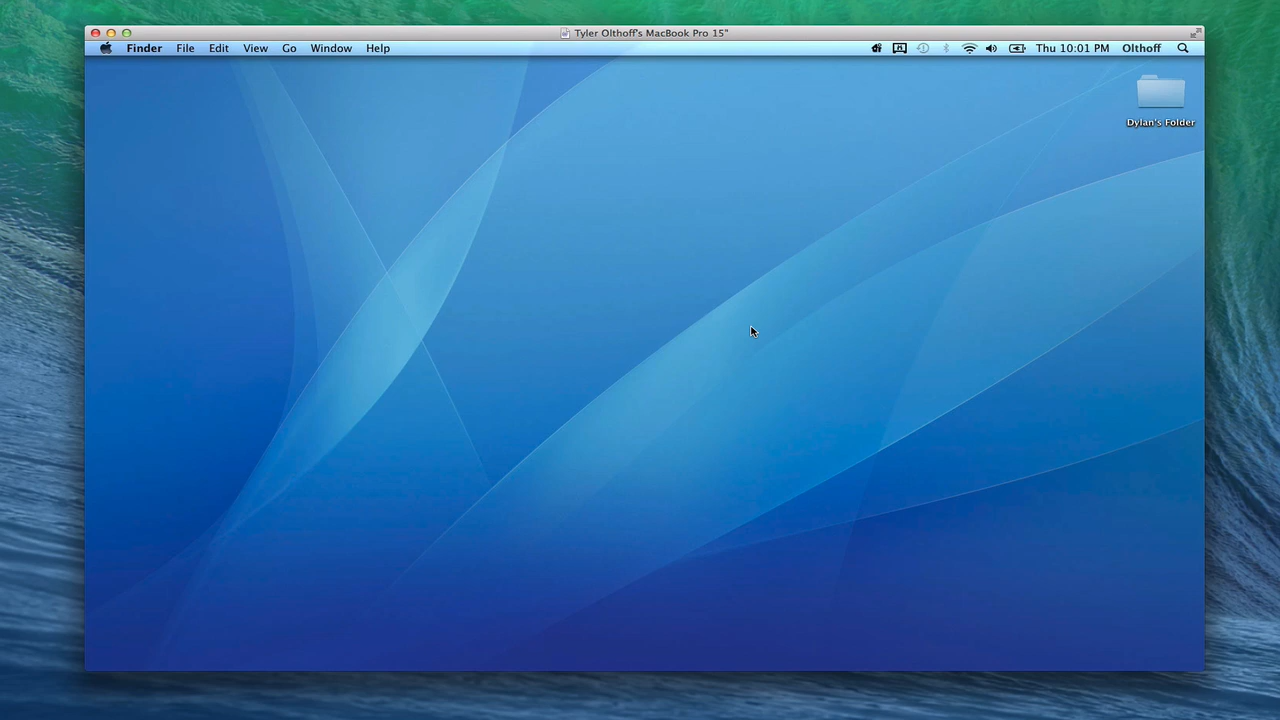 Tyler Olthoff's MacBook Pro 15"
Finder File Edit View Go Window Help Thu 10:01 PM Olthoff
Dylan's Folder